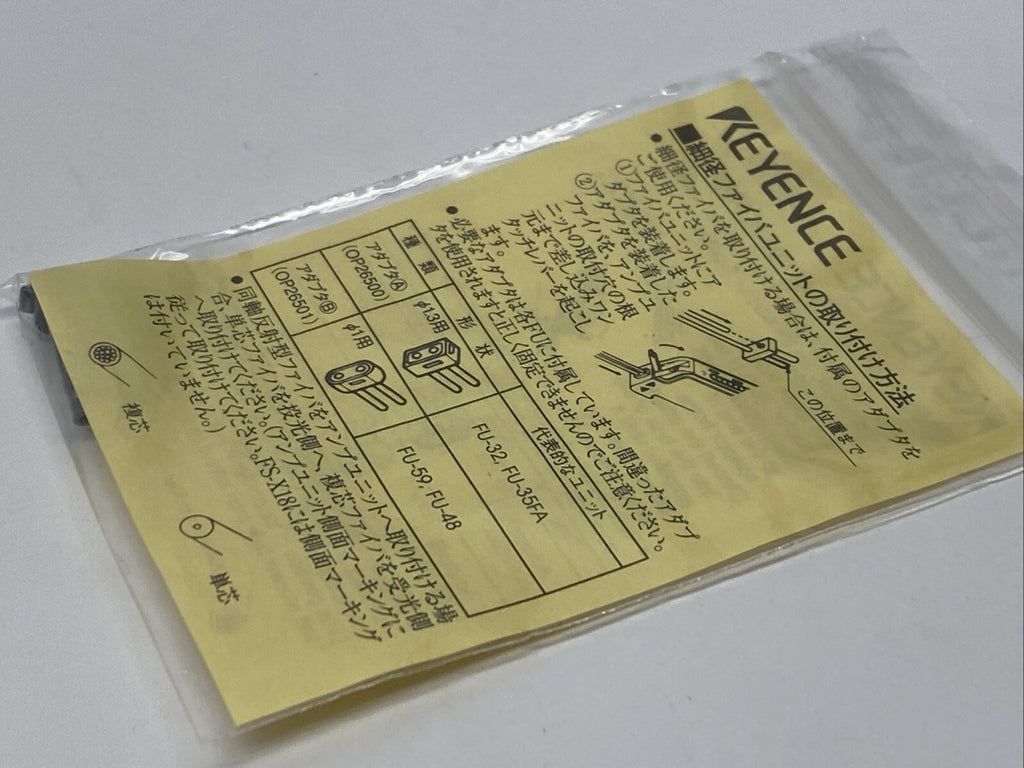 KEYENCE
■細径ファイバユニットの取り付け方法
• 細径ファイバを取り付ける場合は、付属のアダプタを
ご使用ください。
①ファイバユニットにア
ダプタを装着します。
②アダプタを装着した
ファイバを、アンプユ
ニットの取付穴の根
元まで差し込みワン
タッチレバーを起こし
ます。
この位置まで
• 必要なアダプタは各FUに付属しています。間違ったアダプ
タを使用されますと正しく固定できませんのでご注意ください。
種類 形状 代表的なユニット
アダプタⒶ (OP26500) φ1.3用 FU-32, FU-35FA
アダプタⒷ (OP26501) φ1用 FU-59, FU-48
• 同軸反射型ファイバをアンプユニットへ取り付ける場
合、単芯ファイバを投光側へ、複芯ファイバを受光側
へ取り付けてください。(アンプユニット側面マーキングに
従って取り付けてください。FS-X18には側面マーキング
は付いていません。)
複芯
単芯